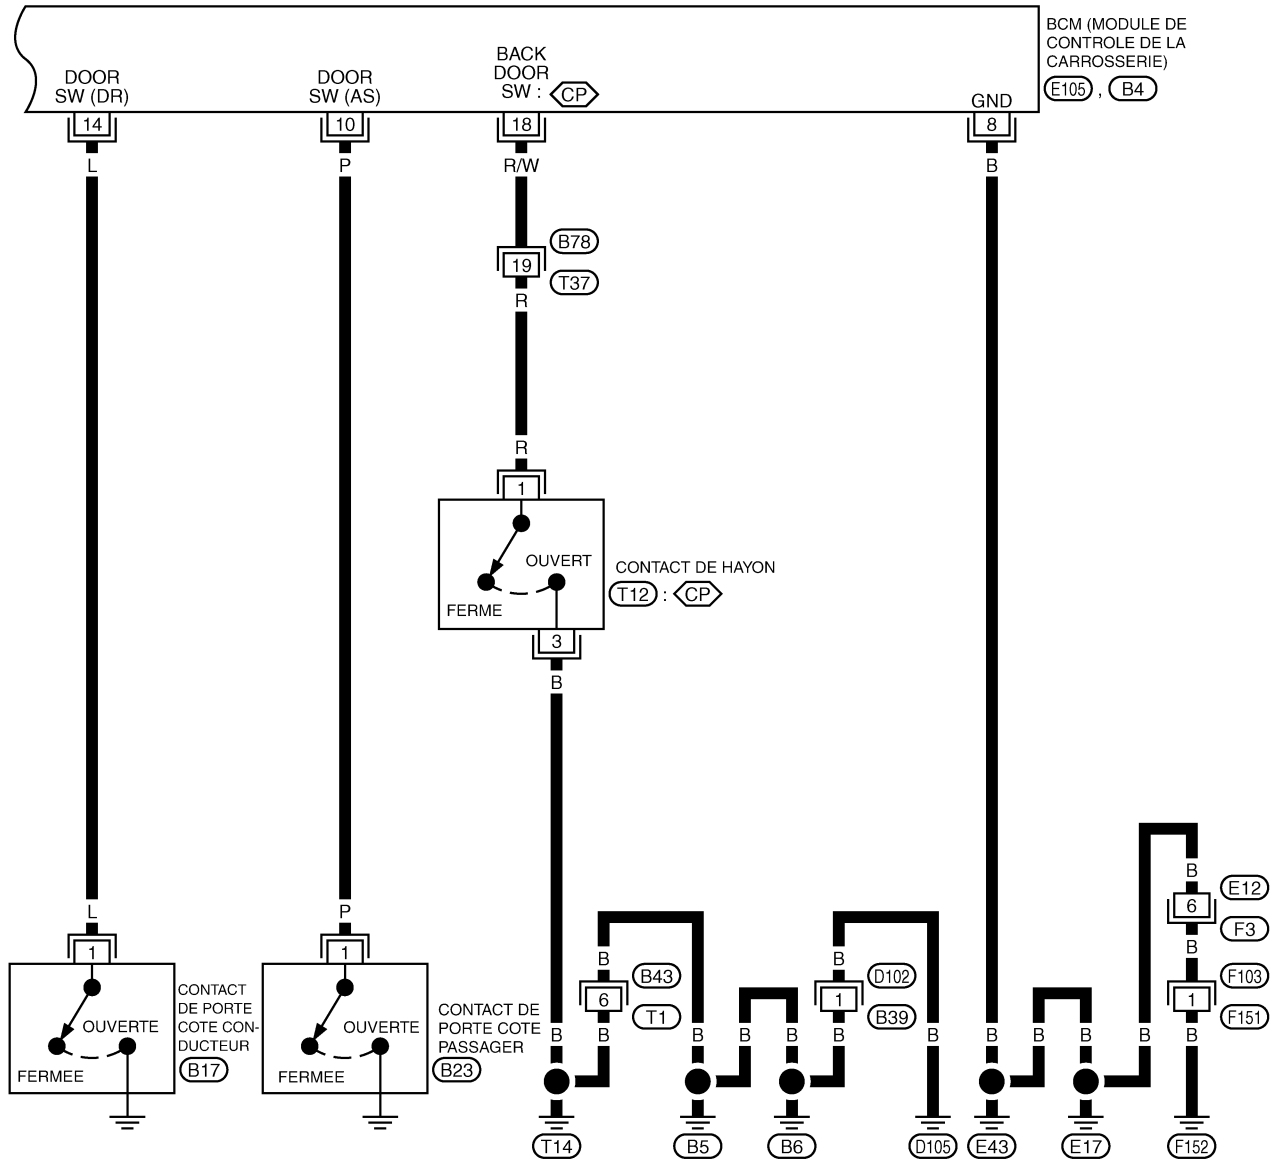 BCM (MODULE DE
CONTROLE DE LA
CARROSSERIE)
E105 , B4
DOOR
SW (DR)
DOOR
SW (AS)
BACK
DOOR
SW : CP
GND
14
10
18
8
L
P
R/W
B
B78
19
T37
R
R
1
OUVERT
FERME
CONTACT DE HAYON
T12 : CP
3
B
L
P
1
OUVERTE
FERMEE
CONTACT
DE PORTE
COTE CON-
DUCTEUR
B17
1
OUVERTE
FERMEE
CONTACT DE
PORTE COTE
PASSAGER
B23
B
B43
6
T1
B
B
B
B
B
B
D102
1
B39
B
B
B
B
B
B
E12
6
F3
B
F103
1
F151
B
T14
B5
B6
D105
E43
E17
F152